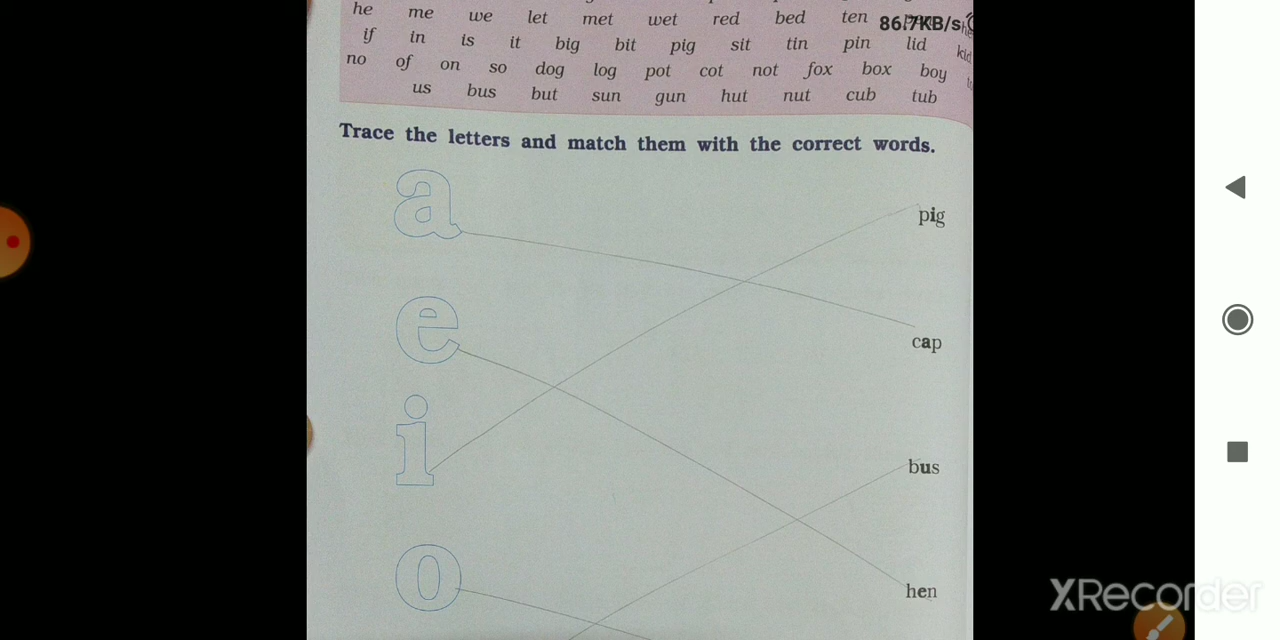 he me we let met wet red bed ten
86.7KB/s
if in is it big bit pig sit tin pin lid kid
no of on so dog log pot cot not fox box boy
us bus but sun gun hut nut cub tub
Trace the letters and match them with the correct words.
a
pig
e
cap
i
bus
o
hen
XRecorder